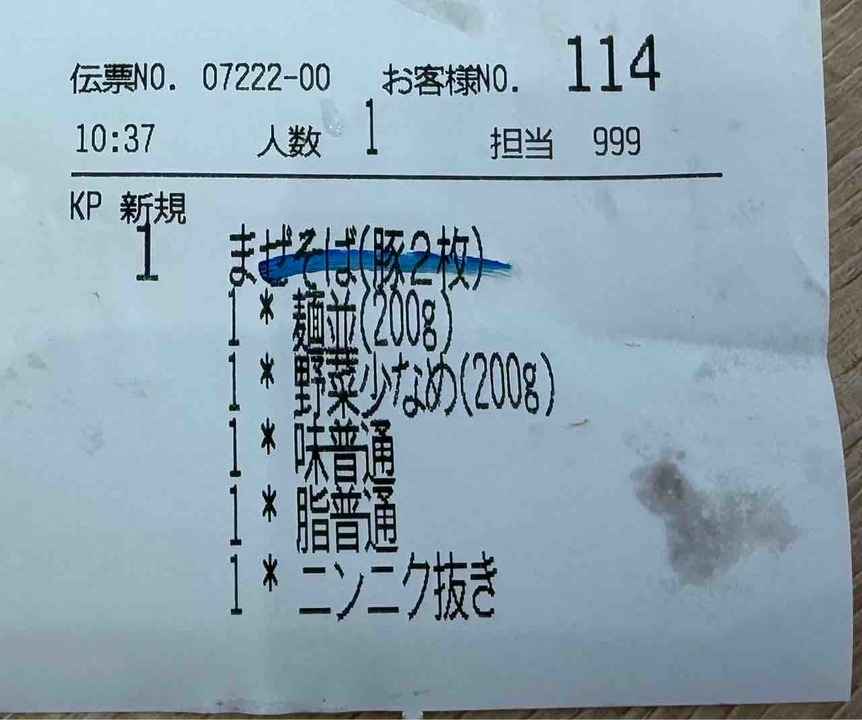 伝票NO. 07222-00 お客様NO. 114
10:37 人数 1 担当 999
KP 新規
1 まぜそば(豚2枚)
1 * 麺並(200g)
1 * 野菜少なめ(200g)
1 * 味普通
1 * 脂普通
1 * ニンニク抜き